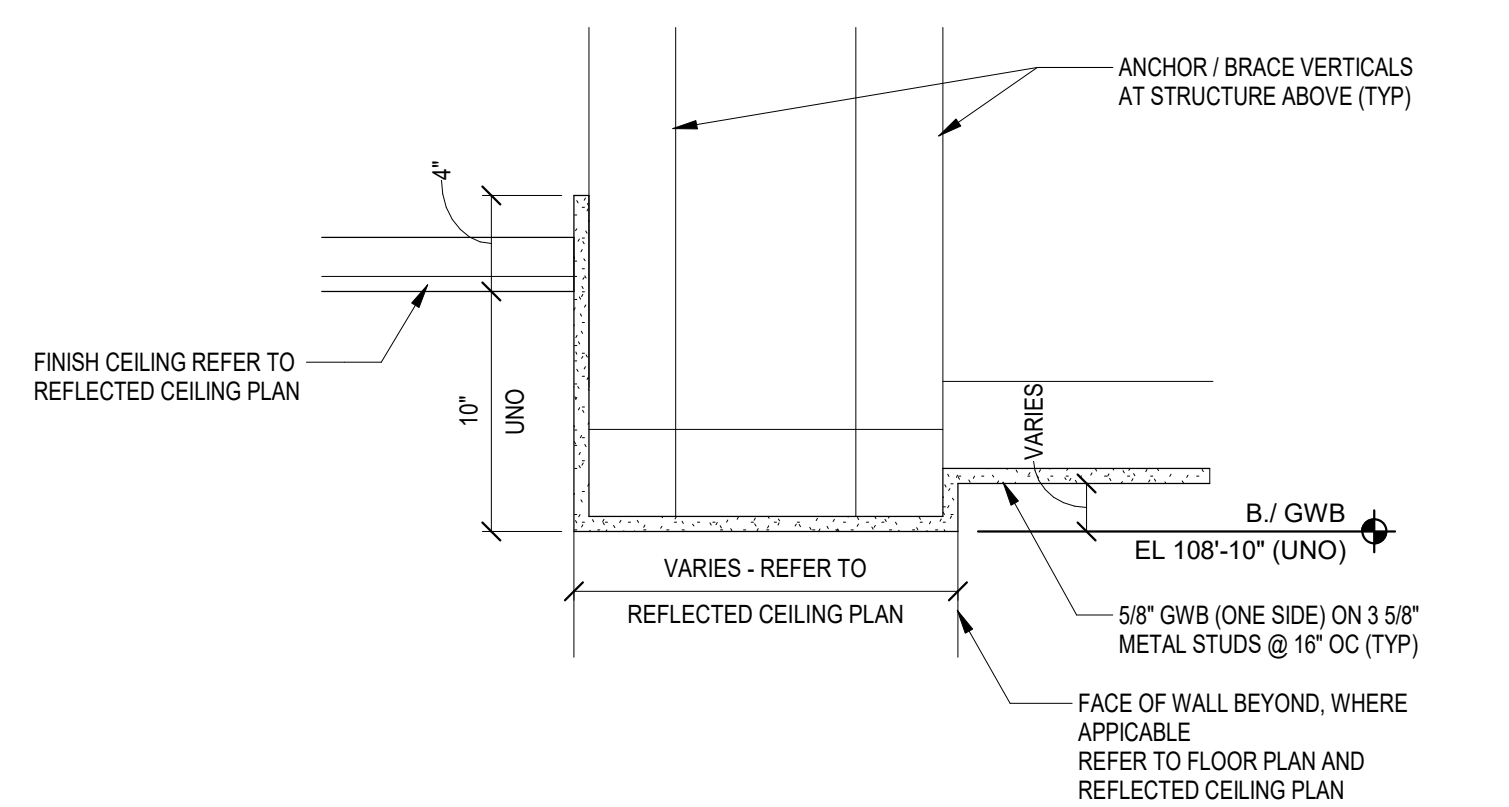 ANCHOR / BRACE VERTICALS
AT STRUCTURE ABOVE (TYP)
4"
FINISH CEILING REFER TO
REFLECTED CEILING PLAN
10"
UNO
VARIES
B./ GWB
EL 108'-10" (UNO)
VARIES - REFER TO
REFLECTED CEILING PLAN
5/8" GWB (ONE SIDE) ON 3 5/8"
METAL STUDS @ 16" OC (TYP)
FACE OF WALL BEYOND, WHERE
APPICABLE
REFER TO FLOOR PLAN AND
REFLECTED CEILING PLAN